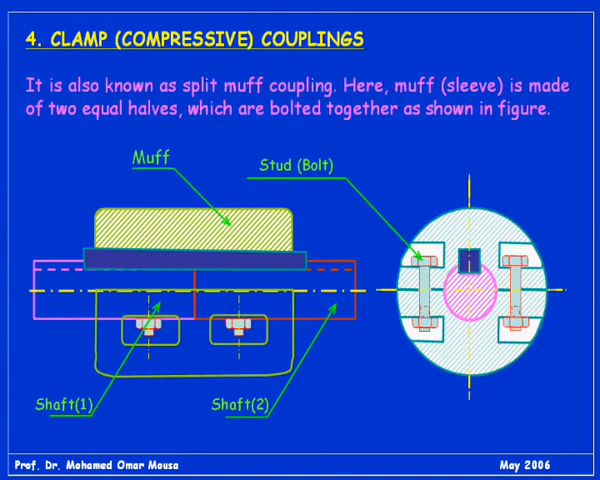 4. CLAMP (COMPRESSIVE) COUPLINGS
It is also known as split muff coupling. Here, muff (sleeve) is made
of two equal halves, which are bolted together as shown in figure.
Muff
Stud (Bolt)
Shaft(1)
Shaft(2)
Prof. Dr. Mohamed Omar Mousa
May 2006